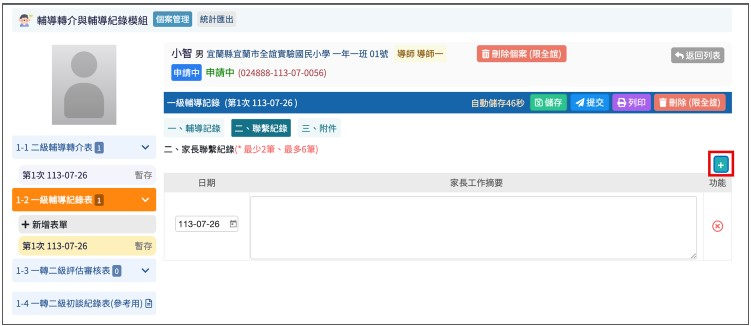 輔導轉介與輔導紀錄模組 個案管理 統計匯出
小智 男 宜蘭縣宜蘭市全誼實驗國民小學 一年一班 01號 導師 導師一 刪除個案 (限全誼) 返回列表
申請中 申請中 (024888-113-07-0056)
1-1 二級輔導轉介表 1
第1次 113-07-26 暫存
1-2 一級輔導記錄表 1
+ 新增表單
第1次 113-07-26 暫存
1-3 一轉二級評估審核表 0
1-4 一轉二級初談紀錄表(參考用)
一級輔導記錄 (第1次 113-07-26 ) 自動儲存46秒 儲存 提交 列印 刪除 (限全誼)
一、輔導記錄 二、聯繫紀錄 三、附件
二、家長聯繫紀錄(* 最少2筆、最多6筆)
+
日期 家長工作摘要 功能
113-07-26